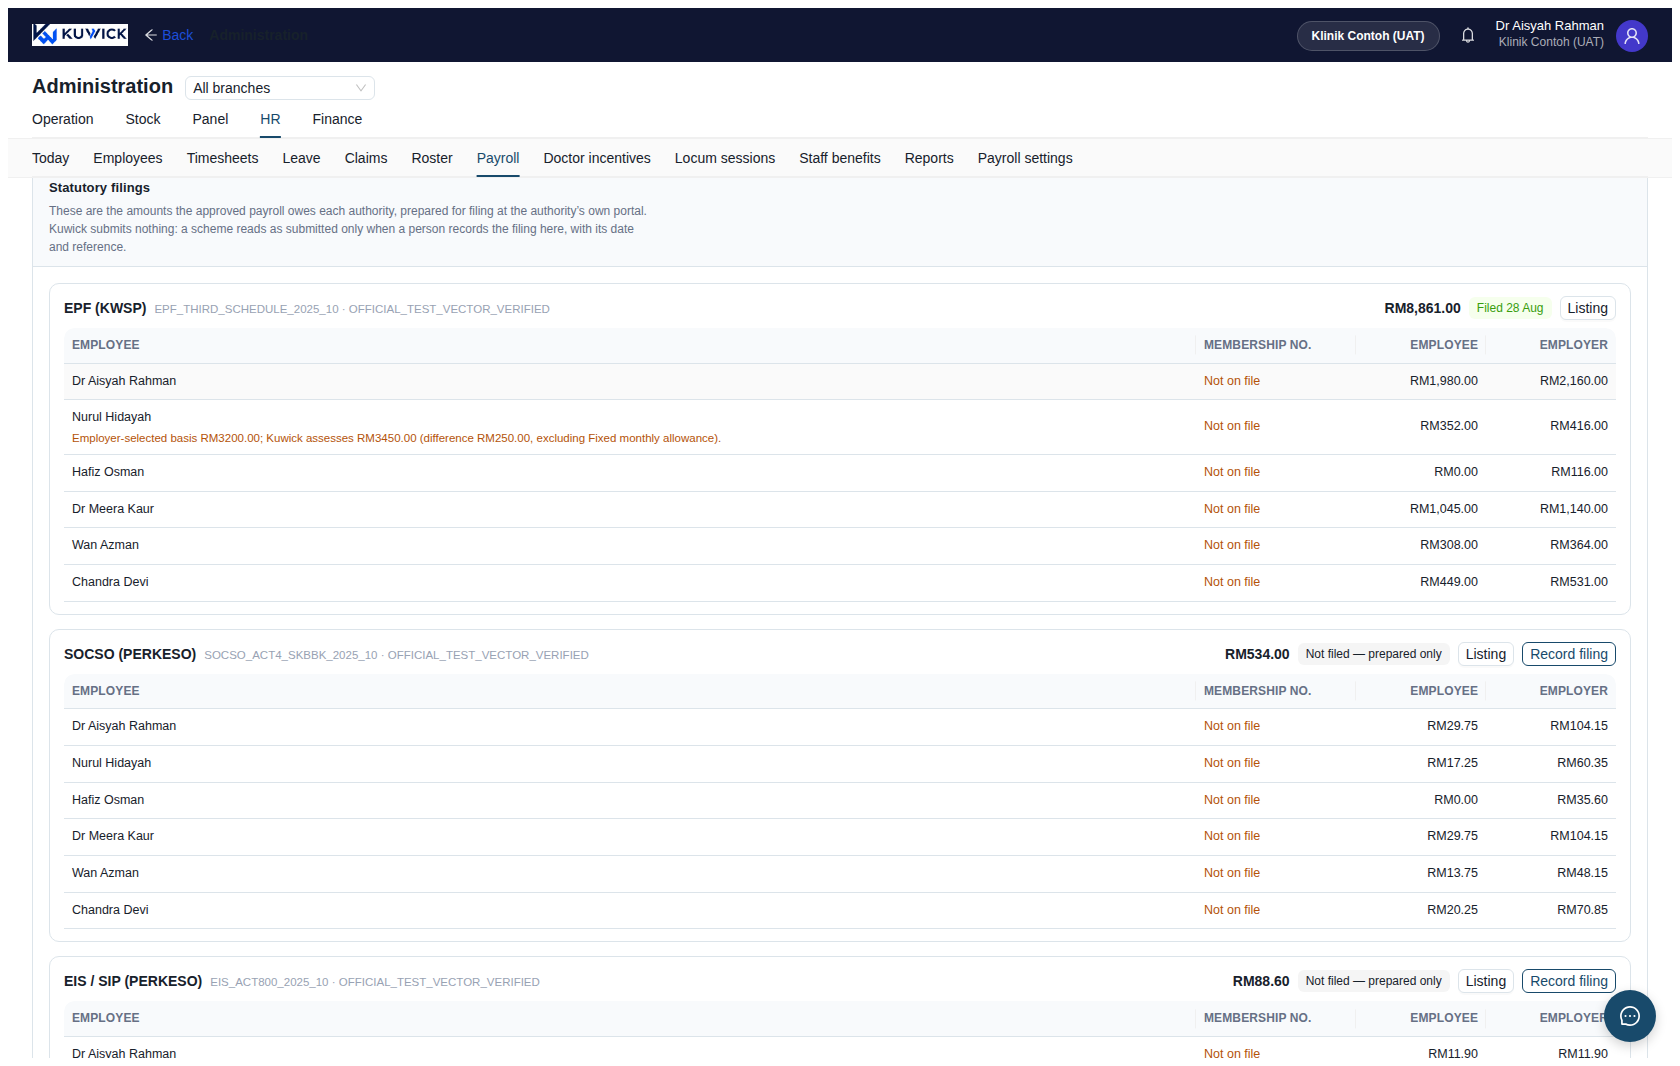 KUWICK
Back Administration
Klinik Contoh (UAT)
Dr Aisyah Rahman
Klinik Contoh (UAT)
Administration
All branches
Operation Stock Panel HR Finance
Today Employees Timesheets Leave Claims Roster Payroll Doctor incentives Locum sessions Staff benefits Reports Payroll settings
Statutory filings
These are the amounts the approved payroll owes each authority, prepared for filing at the authority's own portal.
Kuwick submits nothing: a scheme reads as submitted only when a person records the filing here, with its date
and reference.
EPF (KWSP) EPF_THIRD_SCHEDULE_2025_10 · OFFICIAL_TEST_VECTOR_VERIFIED RM8,861.00 Filed 28 Aug Listing
EMPLOYEE MEMBERSHIP NO. EMPLOYEE EMPLOYER
Dr Aisyah Rahman Not on file RM1,980.00 RM2,160.00
Nurul Hidayah
Employer-selected basis RM3200.00; Kuwick assesses RM3450.00 (difference RM250.00, excluding Fixed monthly allowance).
Not on file RM352.00 RM416.00
Hafiz Osman Not on file RM0.00 RM116.00
Dr Meera Kaur Not on file RM1,045.00 RM1,140.00
Wan Azman Not on file RM308.00 RM364.00
Chandra Devi Not on file RM449.00 RM531.00
SOCSO (PERKESO) SOCSO_ACT4_SKBBK_2025_10 · OFFICIAL_TEST_VECTOR_VERIFIED RM534.00 Not filed — prepared only Listing Record filing
EMPLOYEE MEMBERSHIP NO. EMPLOYEE EMPLOYER
Dr Aisyah Rahman Not on file RM29.75 RM104.15
Nurul Hidayah Not on file RM17.25 RM60.35
Hafiz Osman Not on file RM0.00 RM35.60
Dr Meera Kaur Not on file RM29.75 RM104.15
Wan Azman Not on file RM13.75 RM48.15
Chandra Devi Not on file RM20.25 RM70.85
EIS / SIP (PERKESO) EIS_ACT800_2025_10 · OFFICIAL_TEST_VECTOR_VERIFIED RM88.60 Not filed — prepared only Listing Record filing
EMPLOYEE MEMBERSHIP NO. EMPLOYEE EMPLOYER
Dr Aisyah Rahman Not on file RM11.90 RM11.90